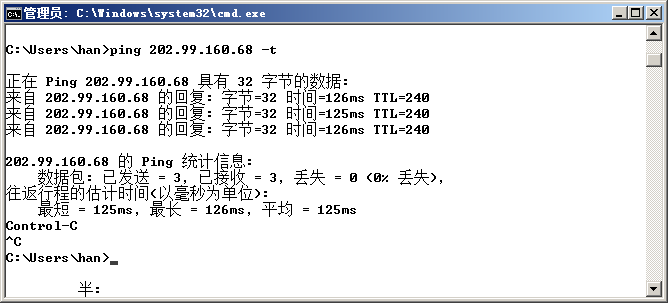 管理员: C:\Windows\system32\cmd.exe
C:\Users\han>ping 202.99.160.68 -t
正在 Ping 202.99.160.68 具有 32 字节的数据:
来自 202.99.160.68 的回复: 字节=32 时间=126ms TTL=240
来自 202.99.160.68 的回复: 字节=32 时间=125ms TTL=240
来自 202.99.160.68 的回复: 字节=32 时间=126ms TTL=240
202.99.160.68 的 Ping 统计信息:
数据包: 已发送 = 3, 已接收 = 3, 丢失 = 0 (0% 丢失),
往返行程的估计时间(以毫秒为单位):
最短 = 125ms, 最长 = 126ms, 平均 = 125ms
Control-C
^C
C:\Users\han>_
半: